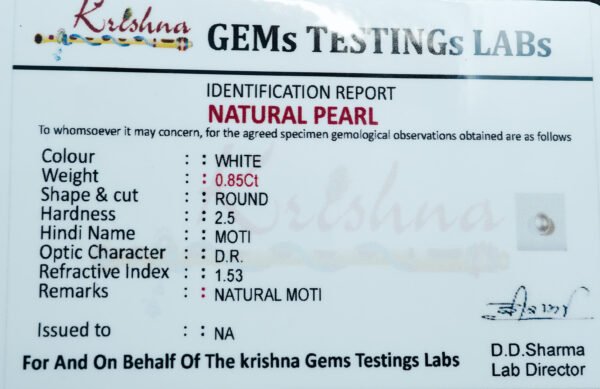 Krishna
GEMs TESTINGs LABs
IDENTIFICATION REPORT
NATURAL PEARL
To whomsoever it may concern, for the agreed specimen gemological observations obtained are as follows
Colour : : WHITE
Weight : : 0.85Ct
Shape & cut : : ROUND
Hardness : : 2.5
Hindi Name : : MOTI
Optic Character : : D.R.
Refractive Index : : 1.53
Remarks : : NATURAL MOTI
Krishna
Issued to : : NA
D.D.Sharma
Lab Director
For And On Behalf Of The krishna Gems Testings Labs